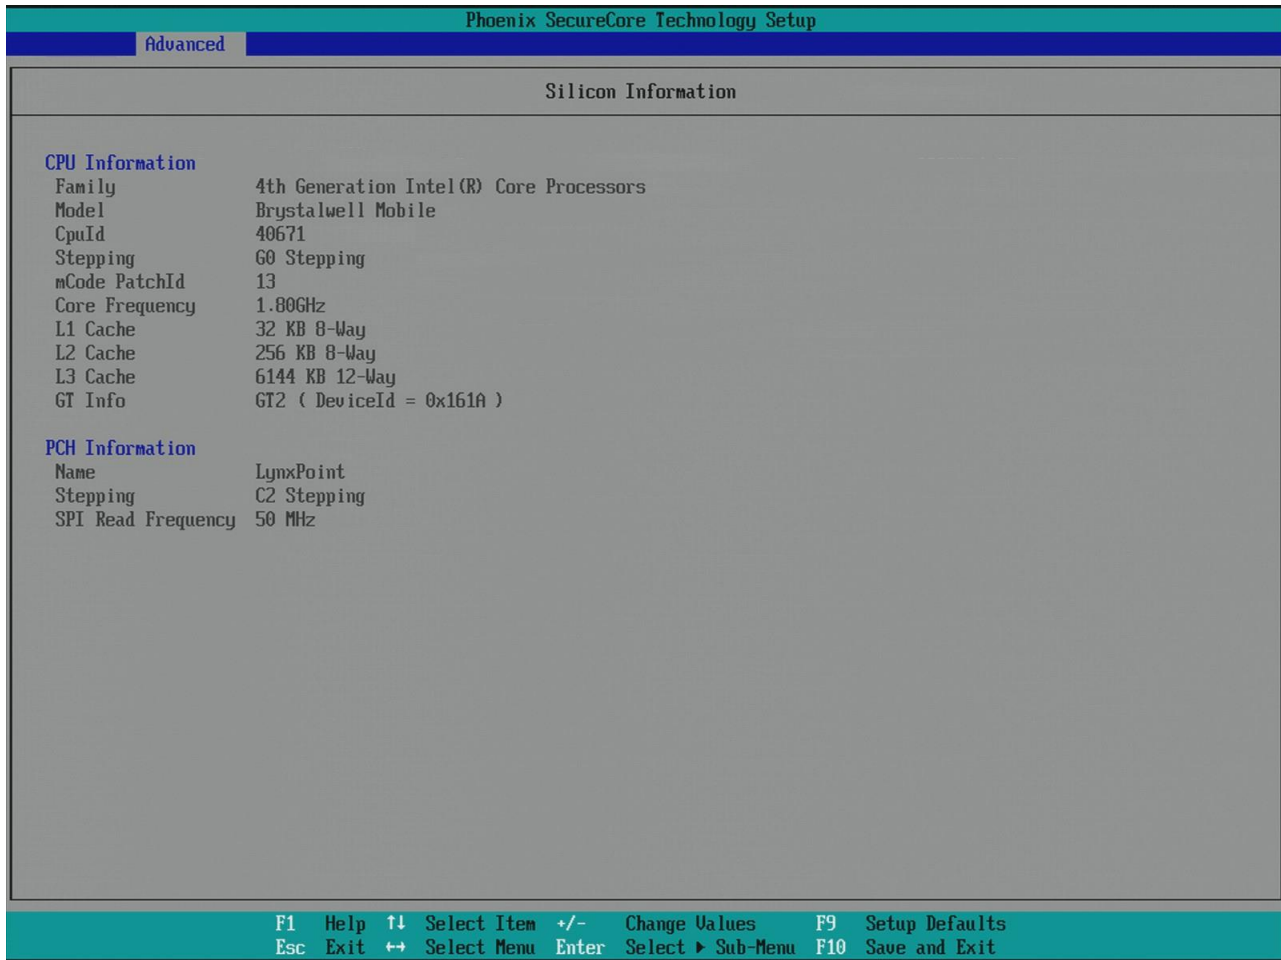 Phoenix SecureCore Technology Setup
Advanced
Silicon Information
CPU Information
Family 4th Generation Intel(R) Core Processors
Model Brystalwell Mobile
CpuId 40671
Stepping G0 Stepping
mCode PatchId 13
Core Frequency 1.80GHz
L1 Cache 32 KB 8-Way
L2 Cache 256 KB 8-Way
L3 Cache 6144 KB 12-Way
GT Info GT2 ( DeviceId = 0x161A )
PCH Information
Name LynxPoint
Stepping C2 Stepping
SPI Read Frequency 50 MHz
F1 Help ↑↓ Select Item +/- Change Values F9 Setup Defaults
Esc Exit ↔ Select Menu Enter Select ▶ Sub-Menu F10 Save and Exit